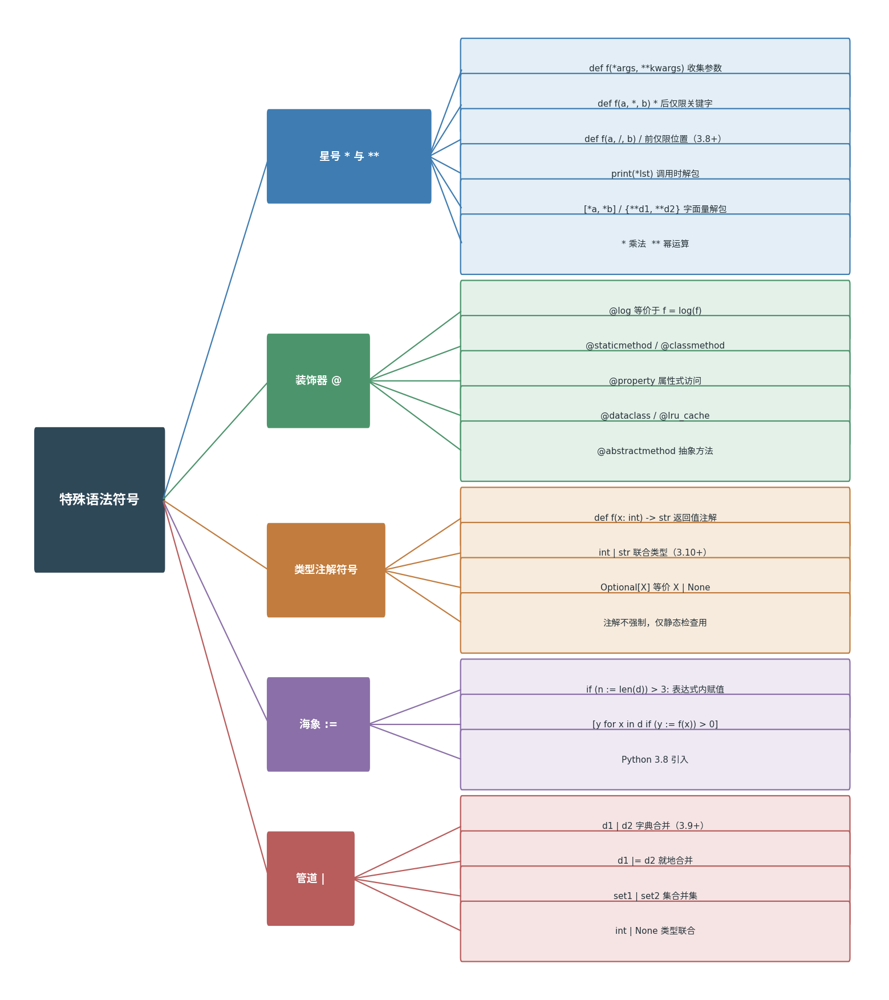 特殊语法符号
星号 * 与 **
def f(*args, **kwargs) 收集参数
def f(a, *, b) * 后仅限关键字
def f(a, /, b) / 前仅限位置（3.8+）
print(*lst) 调用时解包
[*a, *b] / {**d1, **d2} 字面量解包
* 乘法  ** 幂运算
装饰器 @
@log 等价于 f = log(f)
@staticmethod / @classmethod
@property 属性式访问
@dataclass / @lru_cache
@abstractmethod 抽象方法
类型注解符号
def f(x: int) -> str 返回值注解
int | str 联合类型（3.10+）
Optional[X] 等价 X | None
注解不强制，仅静态检查用
海象 :=
if (n := len(d)) > 3: 表达式内赋值
[y for x in d if (y := f(x)) > 0]
Python 3.8 引入
管道 |
d1 | d2 字典合并（3.9+）
d1 |= d2 就地合并
set1 | set2 集合并集
int | None 类型联合